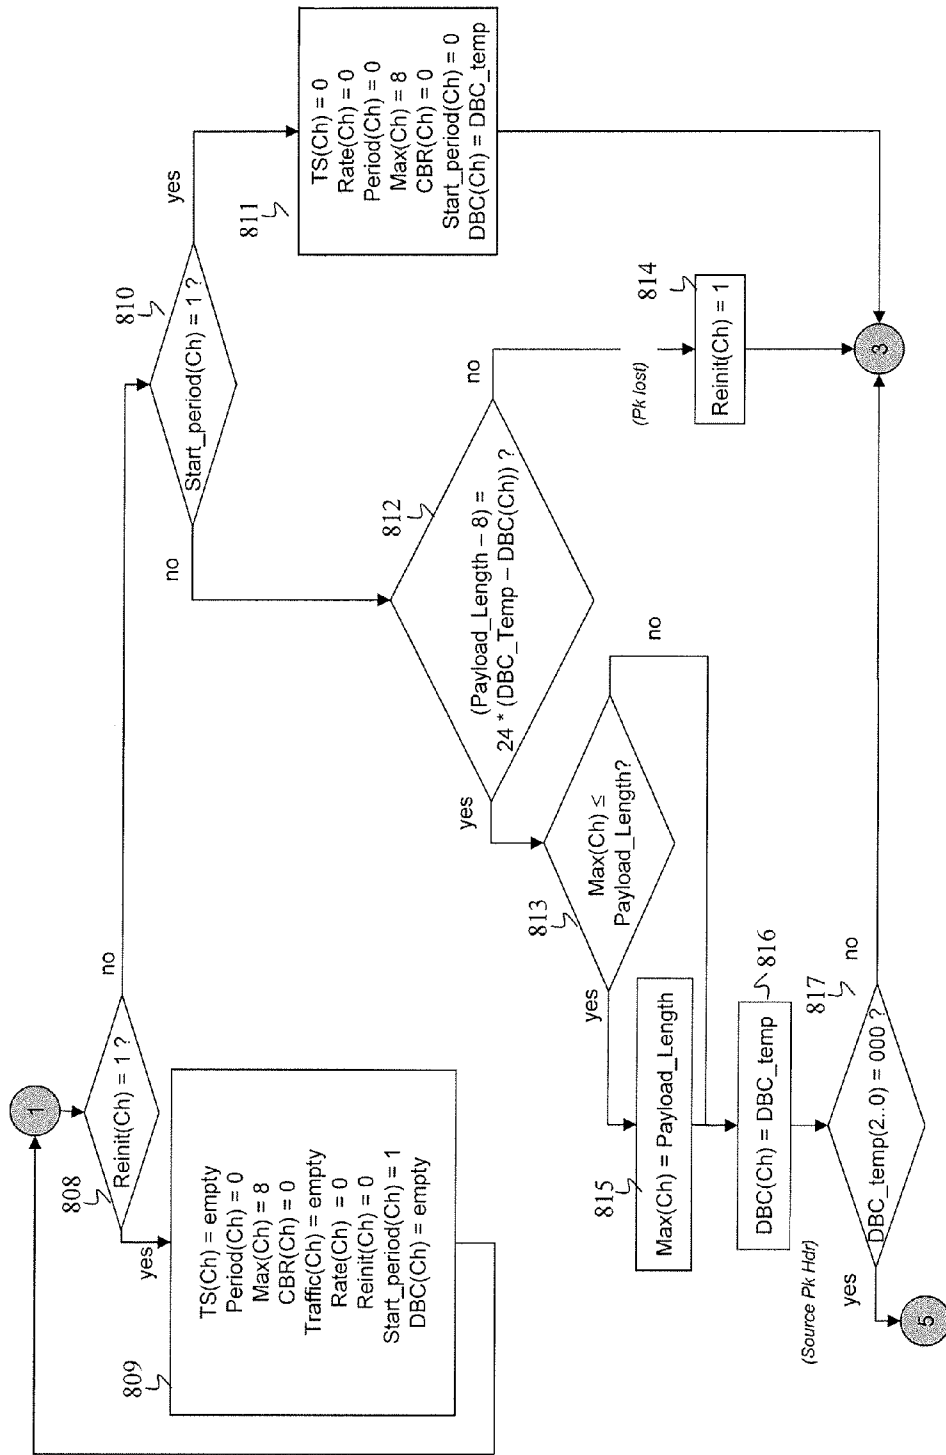 1
808
Reinit(Ch) = 1 ?
yes
no
809
TS(Ch) = empty
Period(Ch) = 0
Max(Ch) = 8
CBR(Ch) = 0
Traffic(Ch) = empty
Rate(Ch) = 0
Reinit(Ch) = 0
Start_period(Ch) = 1
DBC(Ch) = empty
810
Start_period(Ch) = 1 ?
yes
no
811
TS(Ch) = 0
Rate(Ch) = 0
Period(Ch) = 0
Max(Ch) = 8
CBR(Ch) = 0
Start_period(Ch) = 0
DBC(Ch) = DBC_temp
812
(Payload_Length – 8) =
24 * (DBC_Temp – DBC(Ch)) ?
yes
no
(Pk lost)
814
Reinit(Ch) = 1
813
Max(Ch) ≤
Payload_Length?
yes
no
815
Max(Ch) = Payload_Length
816
DBC(Ch) = DBC_temp
817
DBC_temp(2..0) = 000 ?
(Source Pk Hdr)
yes
no
5
3